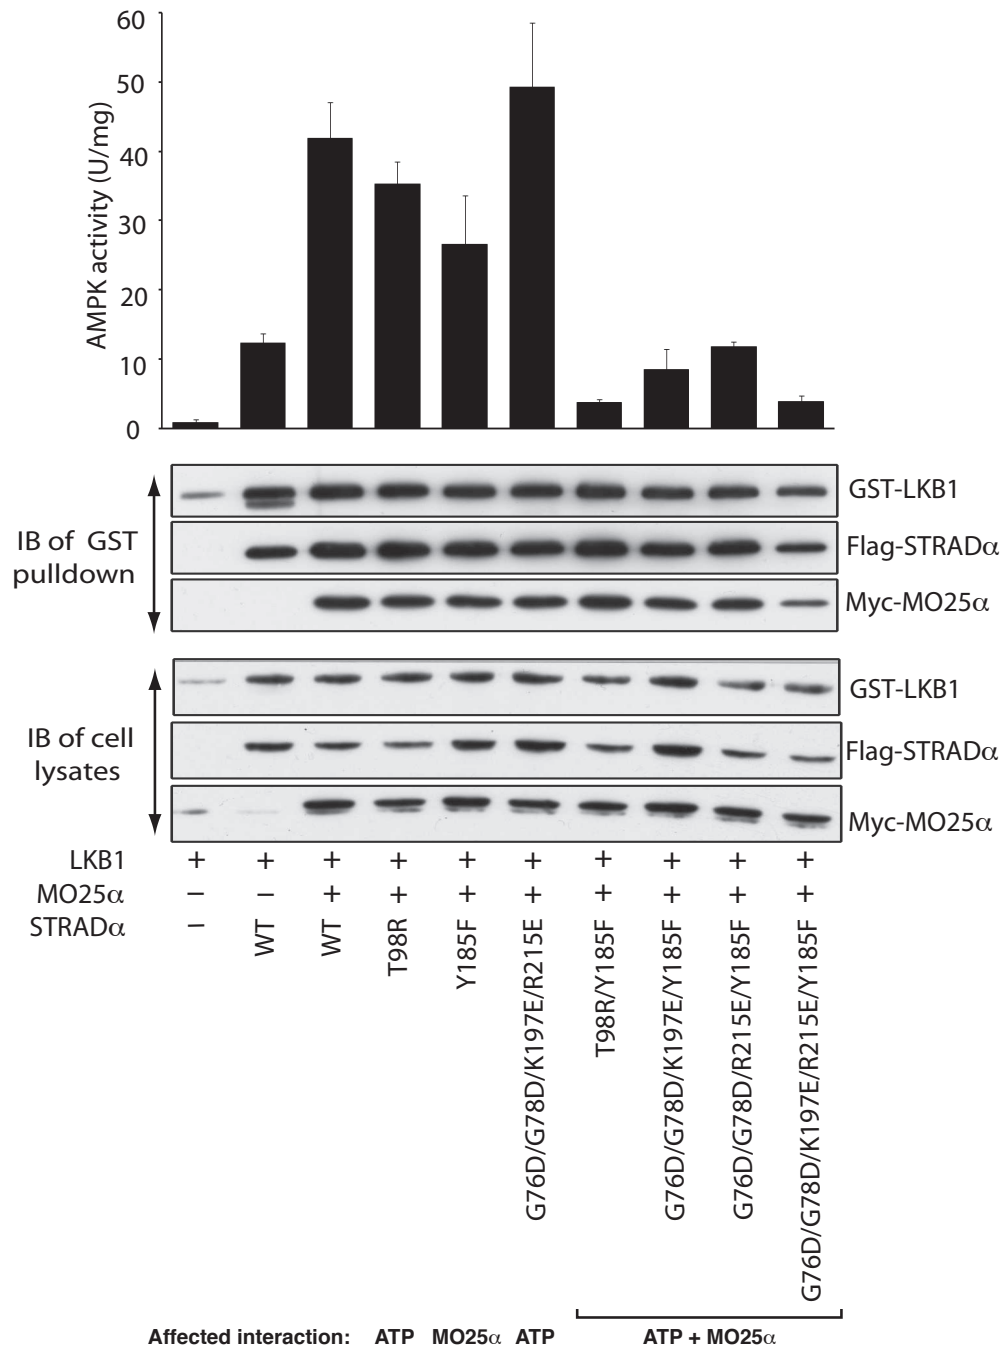 60
50
40
30
20
10
0
AMPK activity (U/mg)
IB of GST
pulldown
GST-LKB1
Flag-STRADα
Myc-MO25α
IB of cell
lysates
GST-LKB1
Flag-STRADα
Myc-MO25α
LKB1 + + + + + + + + + +
MO25α – – + + + + + + + +
STRADα – WT WT T98R Y185F G76D/G78D/K197E/R215E T98R/Y185F G76D/G78D/K197E/Y185F G76D/G78D/R215E/Y185F G76D/G78D/K197E/R215E/Y185F
Affected interaction: ATP MO25α ATP ATP + MO25α